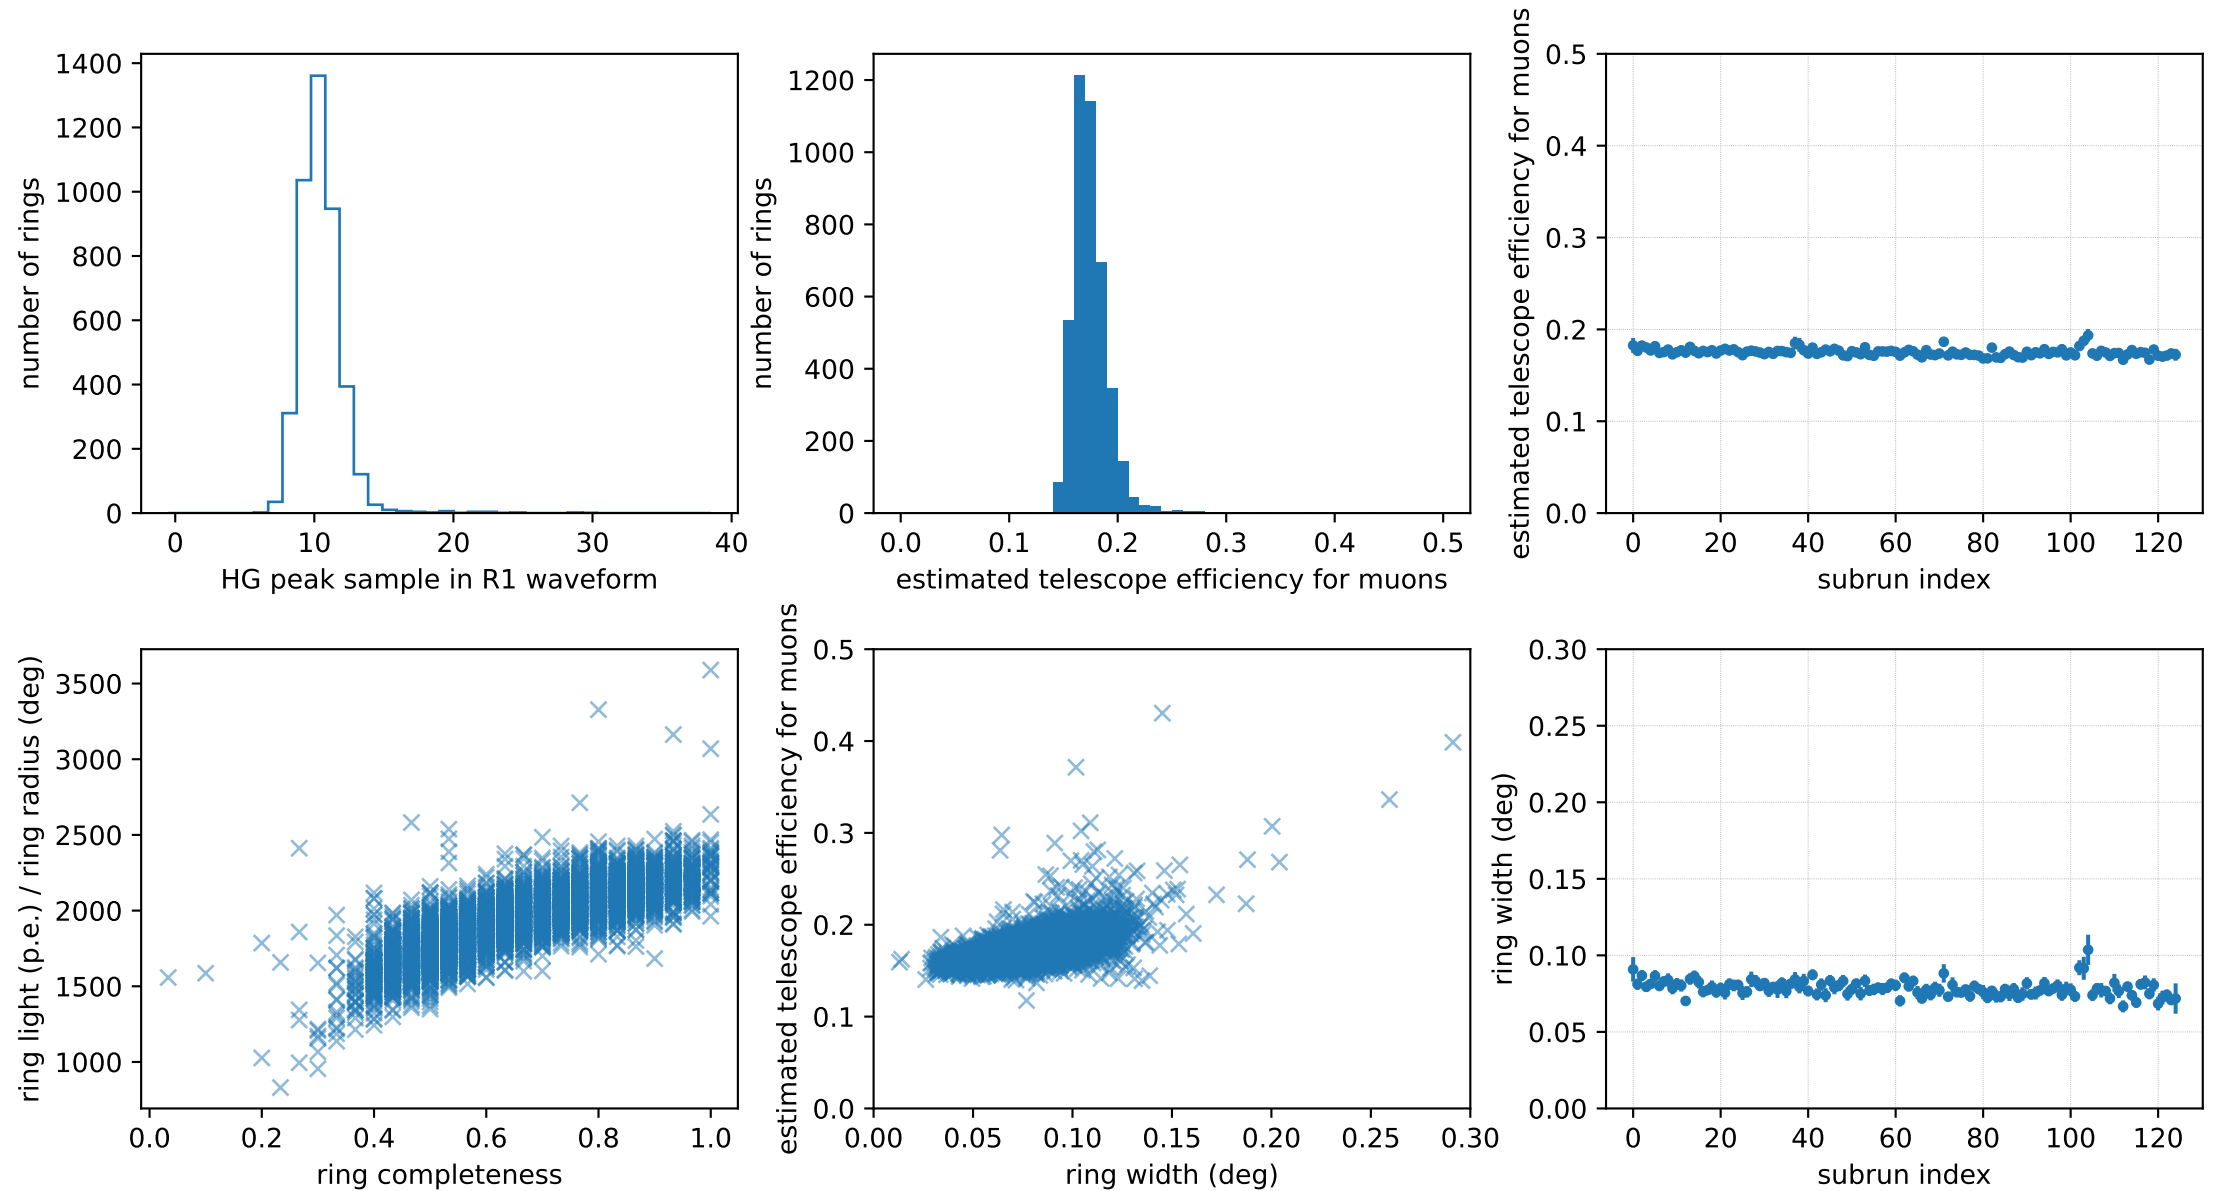 number of rings
1400
1200
1000
800
600
400
200
0
0 10 20 30 40
HG peak sample in R1 waveform
number of rings
1200
1000
800
600
400
200
0
0.0 0.1 0.2 0.3 0.4 0.5
estimated telescope efficiency for muons
estimated telescope efficiency for muons
0.5
0.4
0.3
0.2
0.1
0.0
0 20 40 60 80 100 120
subrun index
ring light (p.e.) / ring radius (deg)
3500
3000
2500
2000
1500
1000
0.0 0.2 0.4 0.6 0.8 1.0
ring completeness
estimated telescope efficiency for muons
0.5
0.4
0.3
0.2
0.1
0.0
0.00 0.05 0.10 0.15 0.20 0.25 0.30
ring width (deg)
ring width (deg)
0.30
0.25
0.20
0.15
0.10
0.05
0.00
0 20 40 60 80 100 120
subrun index